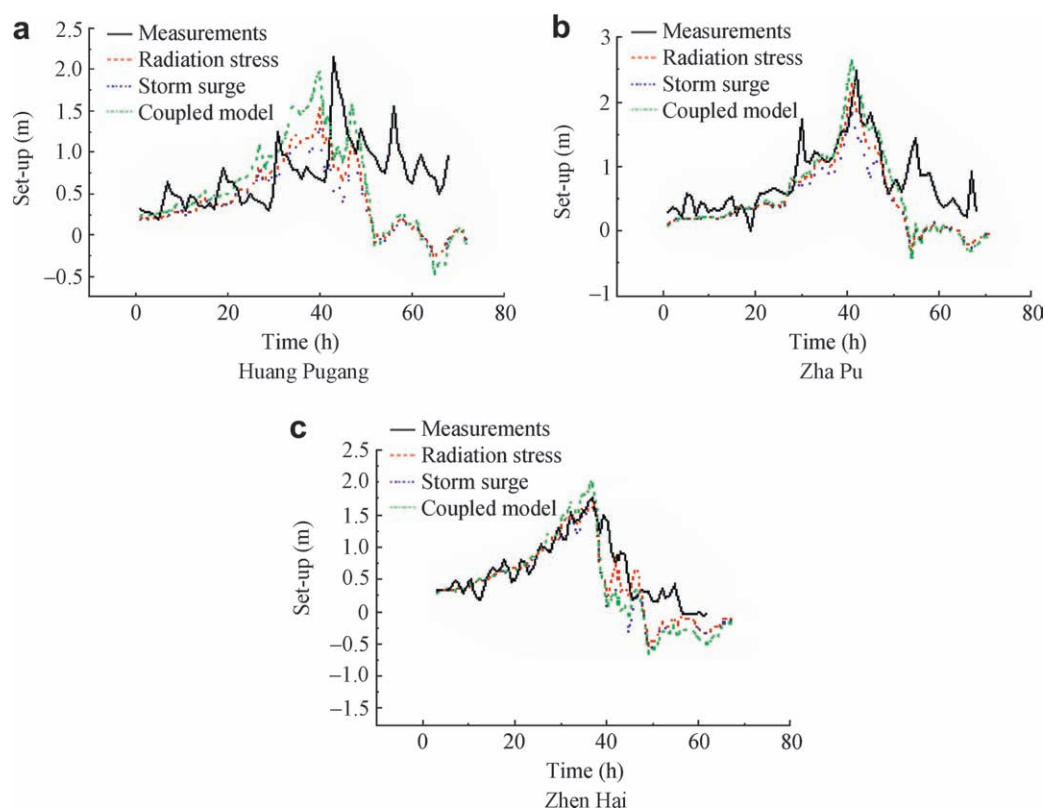 a
2.5
2.0
1.5
1.0
0.5
0
−0.5
Set-up (m)
Measurements
Radiation stress
Storm surge
Coupled model
0 20 40 60 80
Time (h)
Huang Pugang
b
3
2
1
0
−1
Set-up (m)
Measurements
Radiation stress
Storm surge
Coupled model
0 20 40 60 80
Time (h)
Zha Pu
c
2.5
2.0
1.5
1.0
0.5
0
−0.5
−1.0
−1.5
Set-up (m)
Measurements
Radiation stress
Storm surge
Coupled model
0 20 40 60 80
Time (h)
Zhen Hai